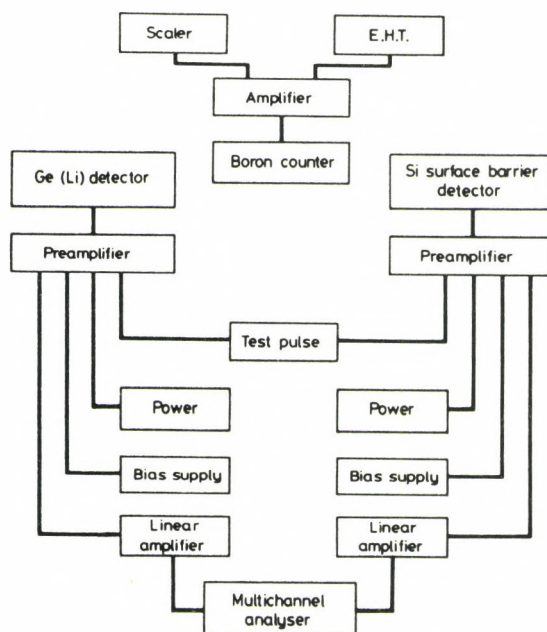 Scaler
E.H.T.
Amplifier
Boron counter
Ge (Li) detector
Si surface barrier
detector
Preamplifier
Preamplifier
Test pulse
Power
Power
Bias supply
Bias supply
Linear
amplifier
Linear
amplifier
Multichannel
analyser